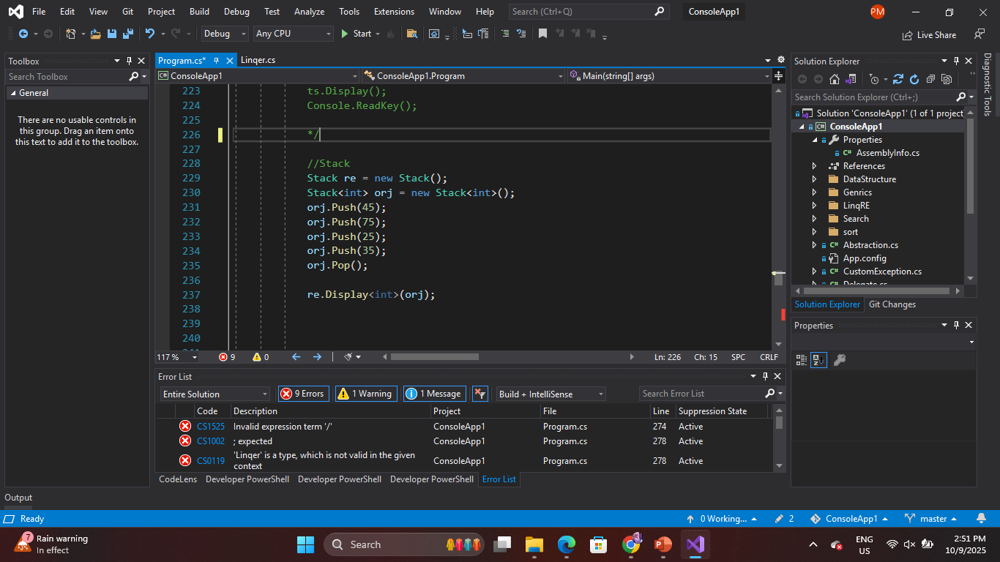 File Edit View Git Project Build Debug Test Analyze Tools Extensions Window Help Search (Ctrl+Q) ConsoleApp1 PM
Debug Any CPU Start Live Share
Toolbox
Search Toolbox
General
There are no usable controls in
this group. Drag an item onto
this text to add it to the toolbox.
Program.cs* Linqer.cs
ConsoleApp1 ConsoleApp1.Program Main(string[] args)
223 ts.Display();
224 Console.ReadKey();
225
226 */
227
228 //Stack
229 Stack re = new Stack();
230 Stack<int> orj = new Stack<int>();
231 orj.Push(45);
232 orj.Push(75);
233 orj.Push(25);
234 orj.Push(35);
235 orj.Pop();
236
237 re.Display<int>(orj);
238
239
240
117 % 9 0 Ln: 226 Ch: 15 SPC CRLF
Error List
Entire Solution 9 Errors 1 Warning 1 Message Build + IntelliSense Search Error List
Code Description Project File Line Suppression State
CS1525 Invalid expression term '/' ConsoleApp1 Program.cs 274 Active
CS1002 ; expected ConsoleApp1 Program.cs 278 Active
CS0119 'Linqer' is a type, which is not valid in the given context ConsoleApp1 Program.cs 278 Active
CodeLens Developer PowerShell Developer PowerShell Developer PowerShell Error List
Solution Explorer
Search Solution Explorer (Ctrl+;)
Solution 'ConsoleApp1' (1 of 1 project
ConsoleApp1
Properties
AssemblyInfo.cs
References
DataStructure
Genrics
LinqRE
Search
sort
Abstraction.cs
App.config
CustomException.cs
Delegate.cs
Solution Explorer Git Changes
Properties
Diagnostic Tools
Output
Ready 0 Working... 2 ConsoleApp1 master
7 Rain warning
In effect
Search
ENG
US
2:51 PM
10/9/2025